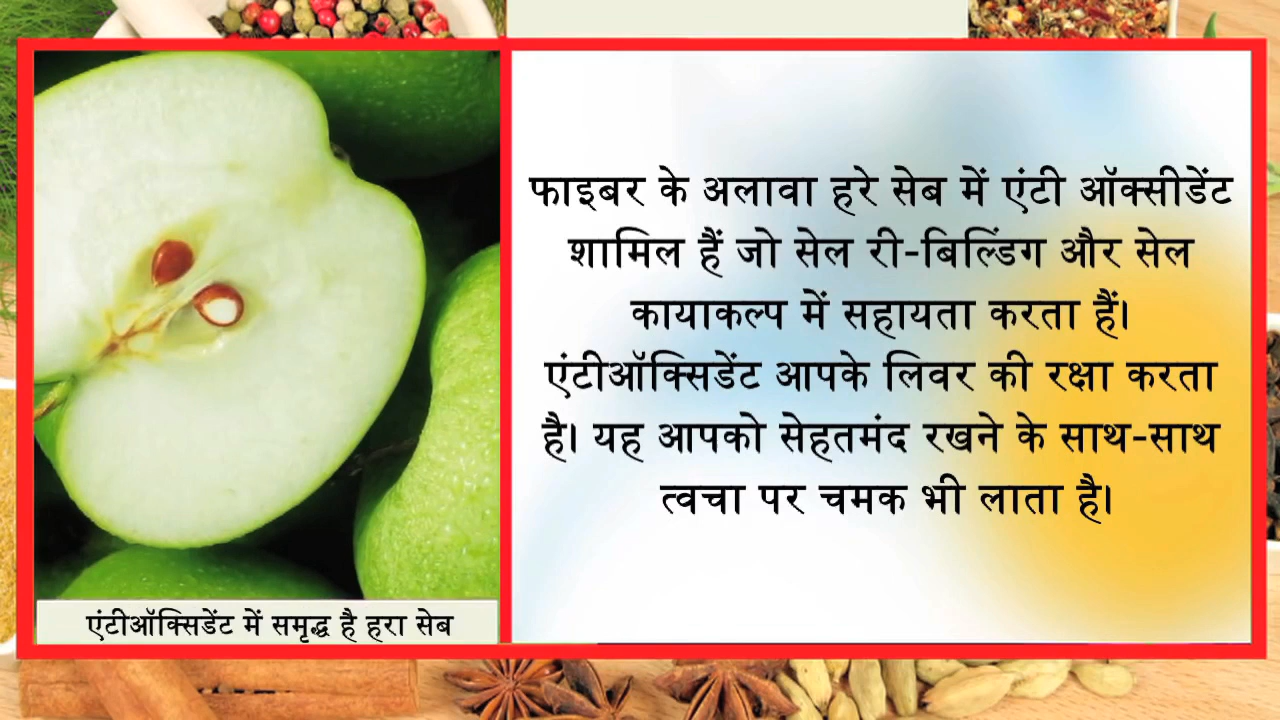 फाइबर के अलावा हरे सेब में एंटी ऑक्सीडेंट
शामिल हैं जो सेल री-बिल्डिंग और सेल
कायाकल्प में सहायता करता हैं।
एंटीऑक्सिडेंट आपके लिवर की रक्षा करता
है। यह आपको सेहतमंद रखने के साथ-साथ
त्वचा पर चमक भी लाता है।
एंटीऑक्सिडेंट में समृद्ध है हरा सेब